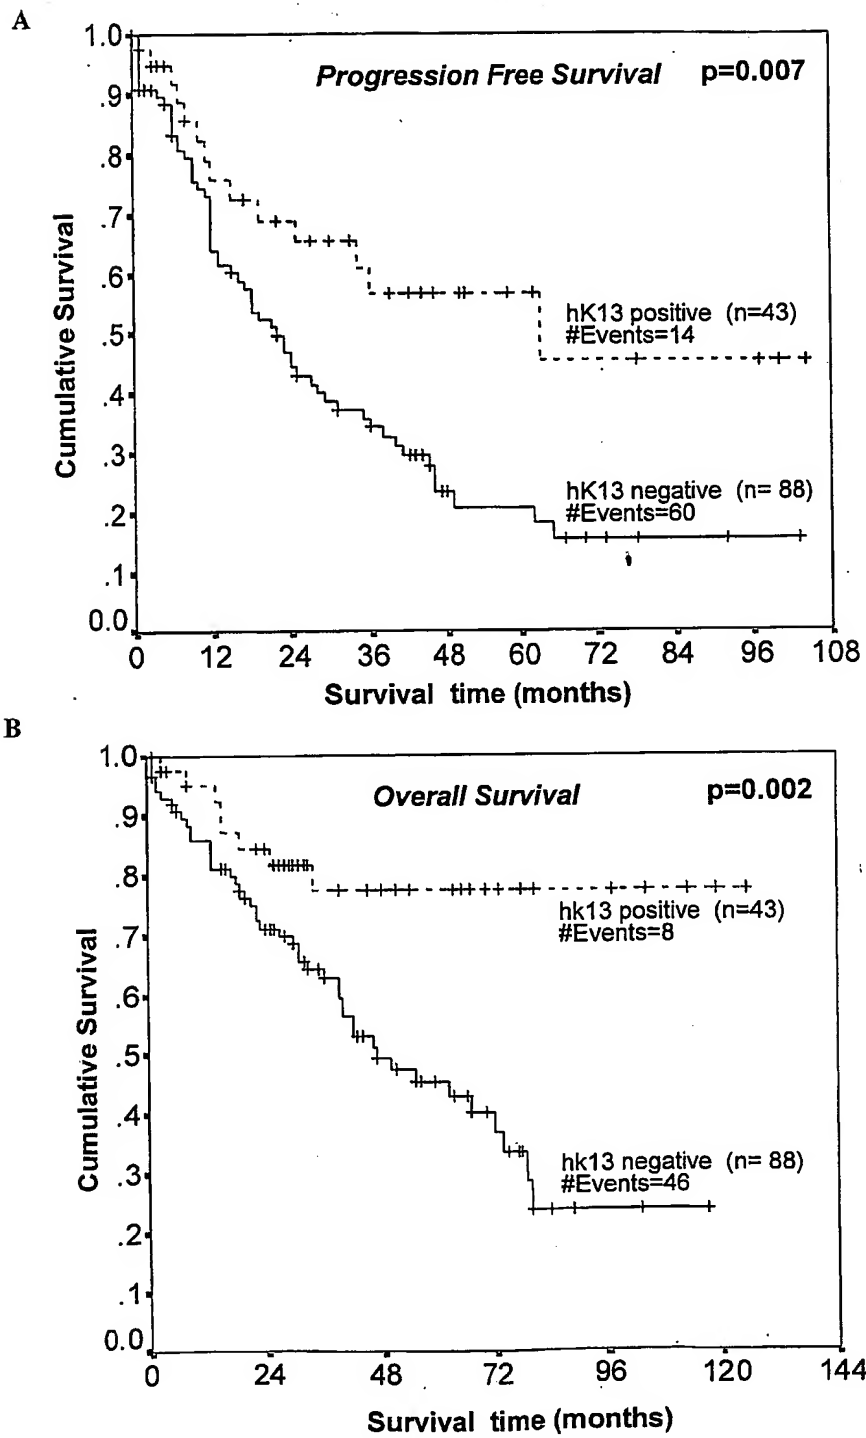 A
Progression Free Survival p=0.007
1.0
.9
.8
.7
.6
.5
.4
.3
.2
.1
0.0
Cumulative Survival
hK13 positive (n=43)
#Events=14
hK13 negative (n= 88)
#Events=60
0 12 24 36 48 60 72 84 96 108
Survival time (months)
B
Overall Survival p=0.002
1.0
.9
.8
.7
.6
.5
.4
.3
.2
.1
0.0
Cumulative Survival
hk13 positive (n=43)
#Events=8
hk13 negative (n= 88)
#Events=46
0 24 48 72 96 120 144
Survival time (months)